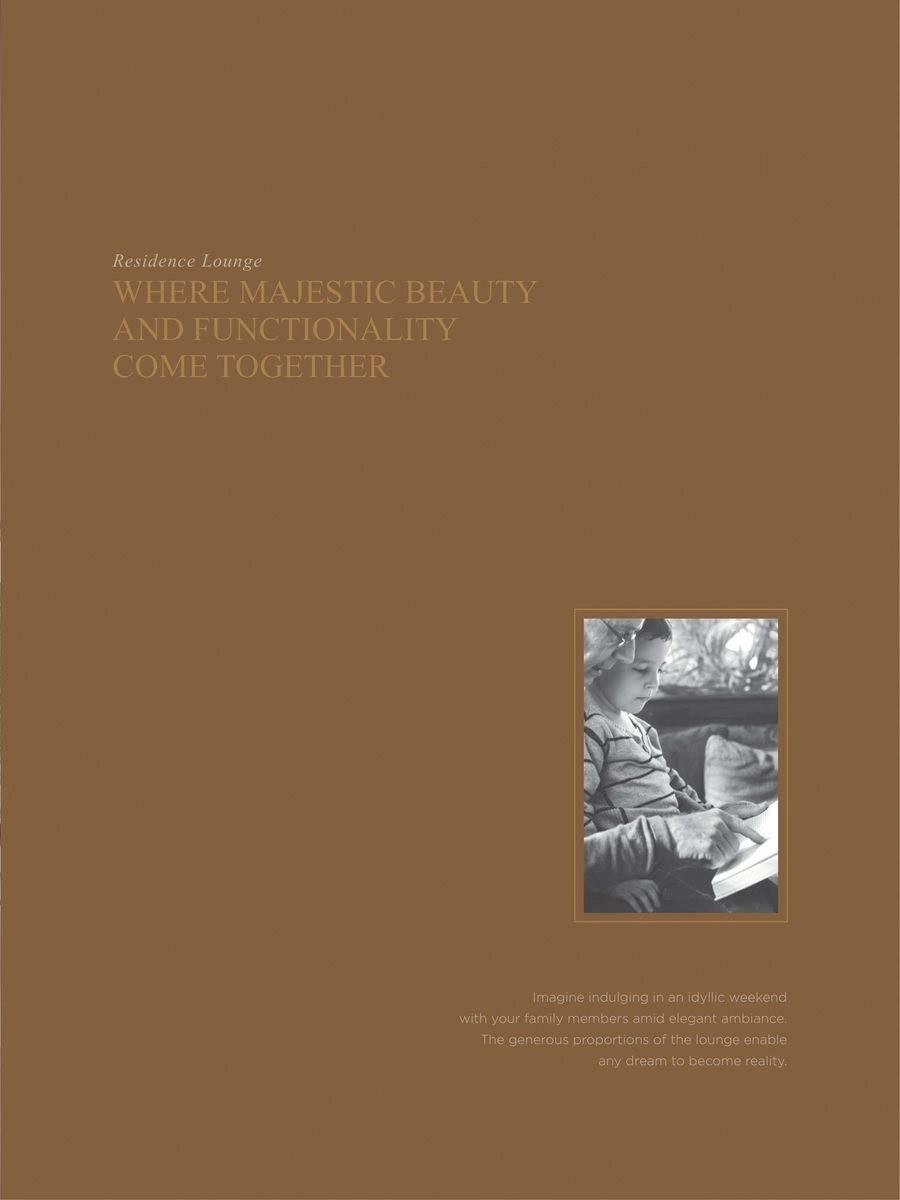 Residence Lounge
WHERE MAJESTIC BEAUTY
AND FUNCTIONALITY
COME TOGETHER
Imagine indulging in an idyllic weekend
with your family members amid elegant ambiance.
The generous proportions of the lounge enable
any dream to become reality.